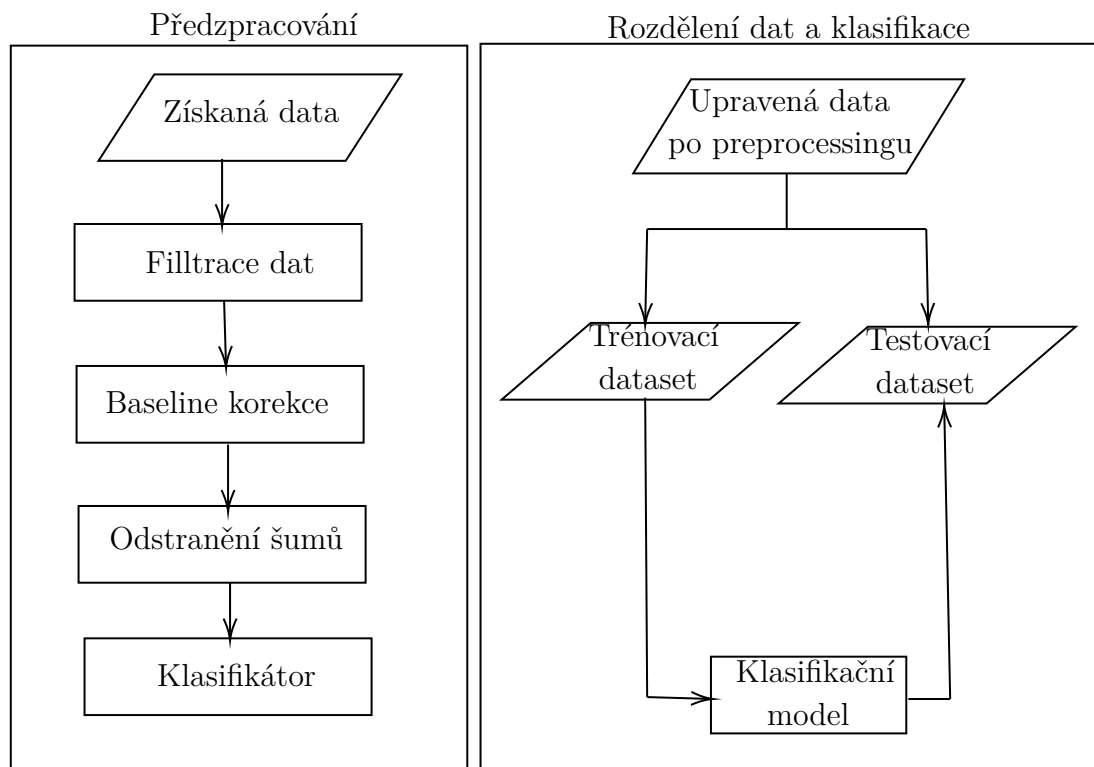 Předzpracování
Získaná data
Filltrace dat
Baseline korekce
Odstranění šumů
Klasifikátor
Rozdělení dat a klasifikace
Upravená data
po preprocessingu
Trénovací
dataset
Testovací
dataset
Klasifikační
model